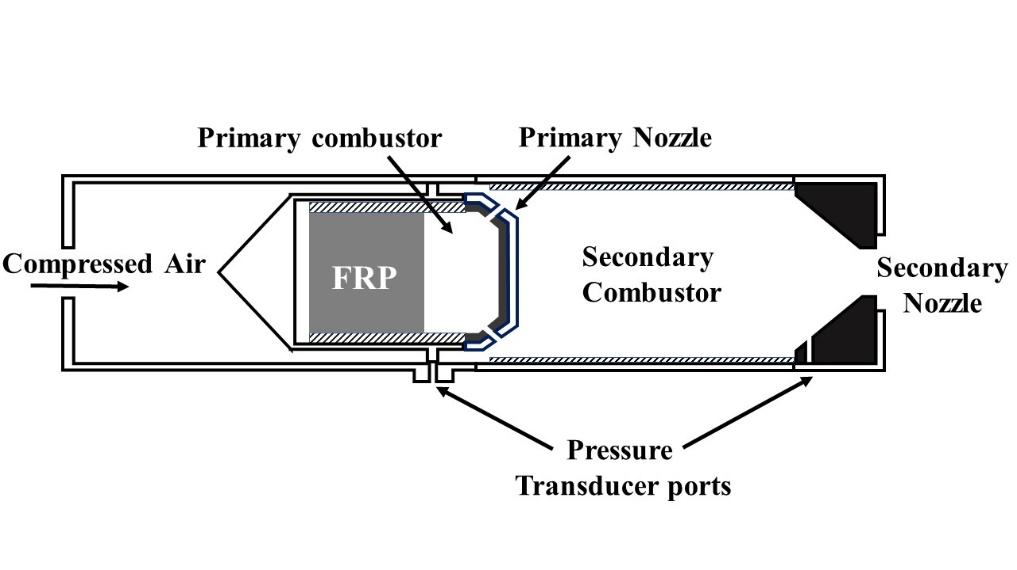 Primary combustor
Primary Nozzle
Compressed Air
FRP
Secondary
Combustor
Secondary
Nozzle
Pressure
Transducer ports